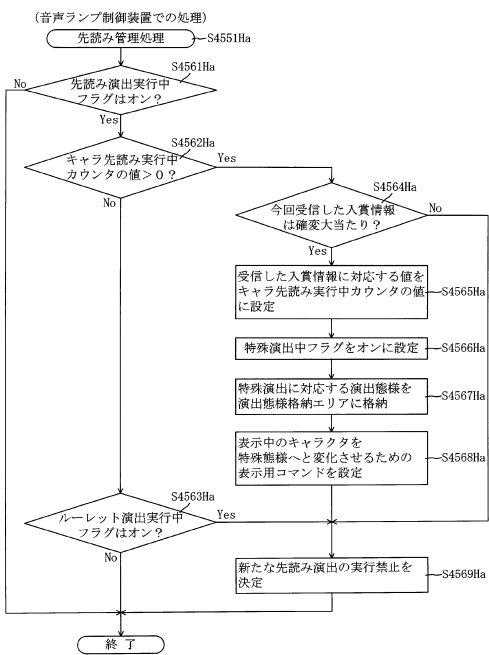 (音声ランプ制御装置での処理)
先読み管理処理
S4551Ha
S4561Ha
先読み演出実行中
フラグはオン?
No
Yes
S4562Ha
キャラ先読み実行中
カウンタの値>0?
Yes
No
S4564Ha
今回受信した入賞情報
は確変大当たり?
No
Yes
受信した入賞情報に対応する値を
キャラ先読み実行中カウンタの値
に設定
S4565Ha
特殊演出中フラグをオンに設定
S4566Ha
特殊演出に対応する演出態様を
演出態様格納エリアに格納
S4567Ha
表示中のキャラクタを
特殊態様へと変化させるための
表示用コマンドを設定
S4568Ha
S4563Ha
ルーレット演出実行中
フラグはオン?
Yes
No
新たな先読み演出の実行禁止を
決定
S4569Ha
終了